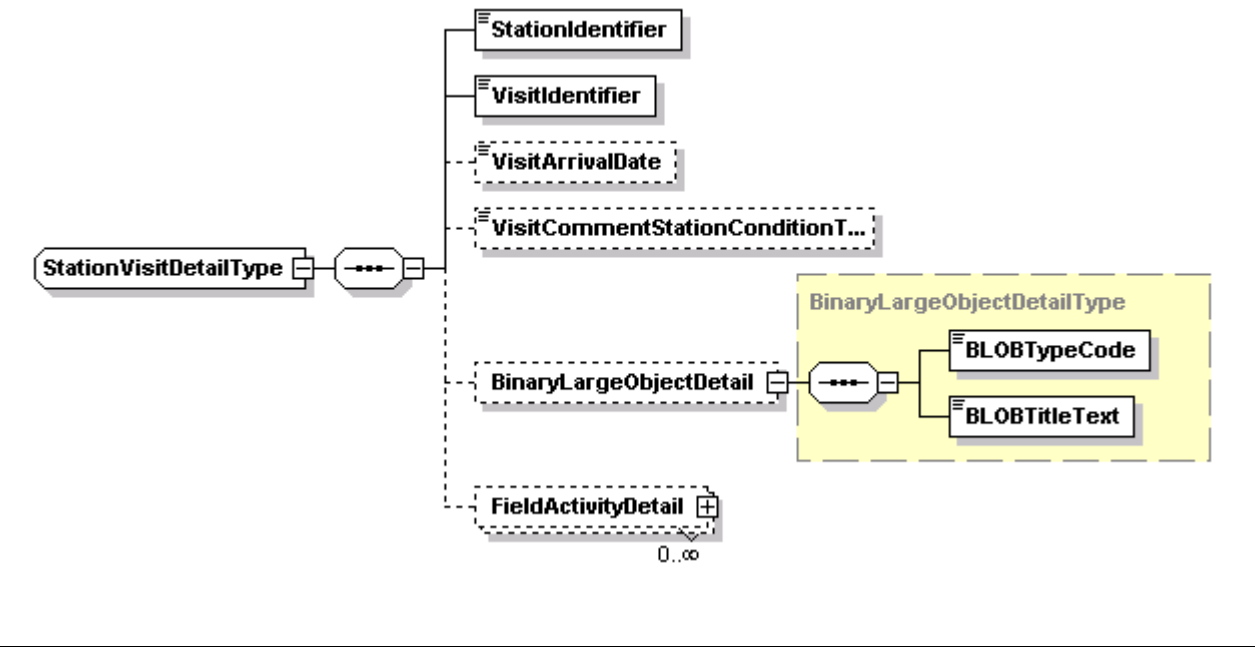 StationIdentifier
VisitIdentifier
VisitArrivalDate
VisitCommentStationConditionT...
StationVisitDetailType
BinaryLargeObjectDetailType
BLOBTypeCode
BinaryLargeObjectDetail
BLOBTitleText
FieldActivityDetail
0..∞